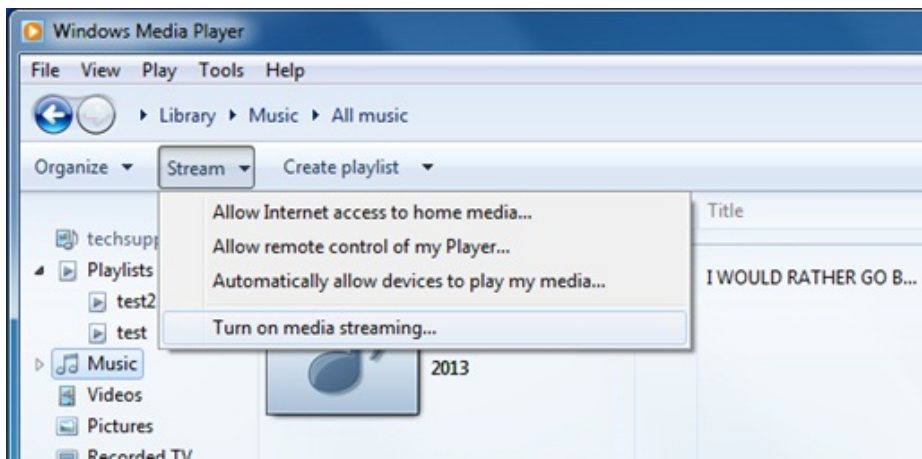 Windows Media Player
File View Play Tools Help
Library Music All music
Organize Stream Create playlist
Allow Internet access to home media...
Allow remote control of my Player...
Automatically allow devices to play my media...
Turn on media streaming...
Playlists
test2
test
Music
Videos
Pictures
Recorded TV
2013
Title
I WOULD RATHER GO B...